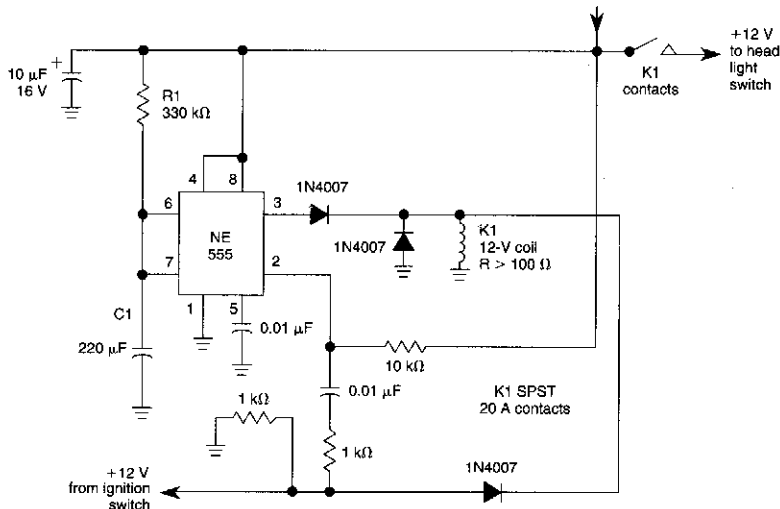 10 µF
16 V
+
R1
330 kΩ
K1
contacts
+12 V
to head
light
switch
4
8
1N4007
6
3
NE
555
7
2
1N4007
K1
12-V coil
R > 100 Ω
C1
1
5
220 µF
0.01 µF
10 kΩ
0.01 µF
K1 SPST
20 A contacts
1 kΩ
1 kΩ
1N4007
+12 V
from ignition
switch